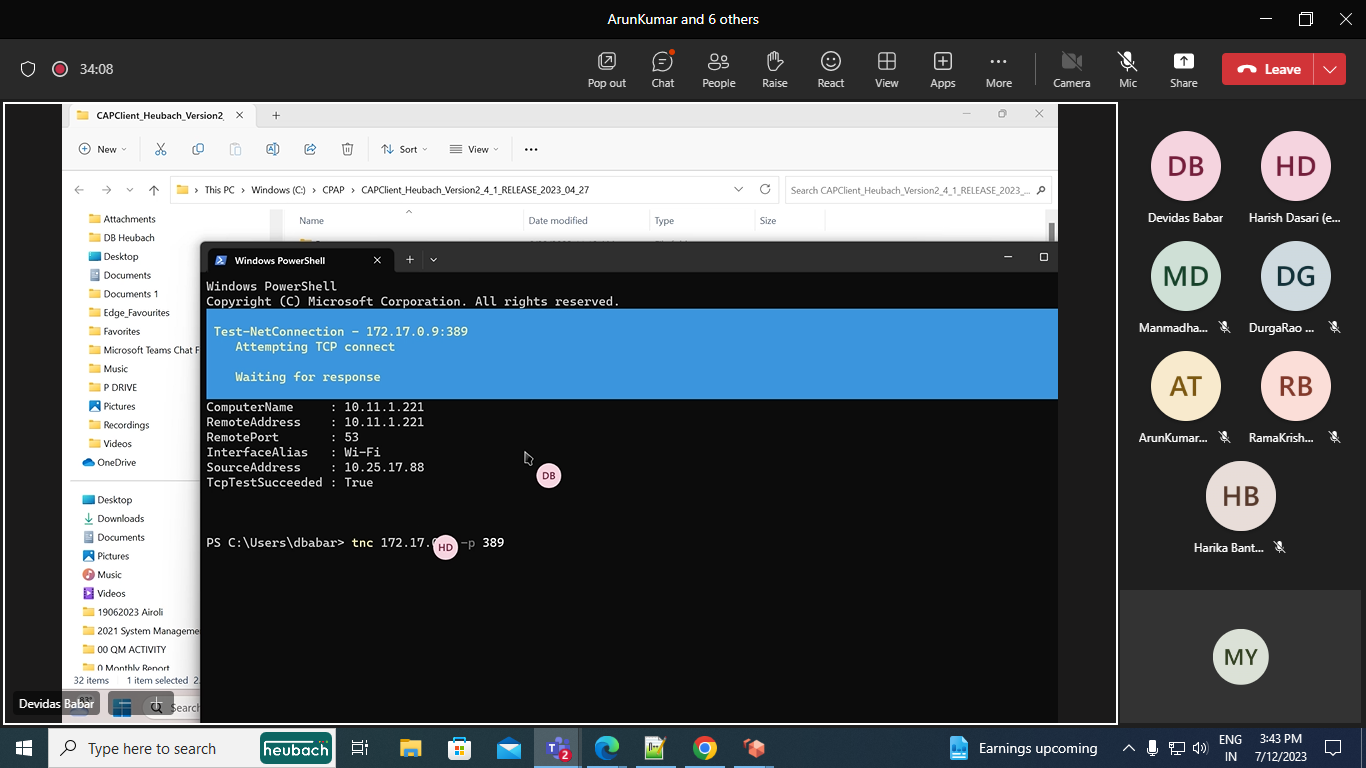 ArunKumar and 6 others
34:08
Pop out
Chat
People
Raise
React
View
Apps
More
Camera
Mic
Share
Leave
CAPClient_Heubach_Version2_
New
Sort
View
This PC > Windows (C:) > CPAP > CAPClient_Heubach_Version2_4_1_RELEASE_2023_04_27
Search CAPClient_Heubach_Version2_4_1_RELEASE_2023_...
Name
Date modified
Type
Size
Attachments
DB Heubach
Desktop
Documents
Documents 1
Edge_Favourites
Favorites
Microsoft Teams Chat F
Music
P DRIVE
Pictures
Recordings
Videos
OneDrive
Desktop
Downloads
Documents
Pictures
Music
Videos
19062023 Airoli
2021 System Manageme
00 QM ACTIVITY
0 Monthly Report
32 items
1 item selected 2
Windows PowerShell
Windows PowerShell
Copyright (C) Microsoft Corporation. All rights reserved.
Test-NetConnection - 172.17.0.9:389
Attempting TCP connect
Waiting for response
ComputerName : 10.11.1.221
RemoteAddress : 10.11.1.221
RemotePort : 53
InterfaceAlias : Wi-Fi
SourceAddress : 10.25.17.88
TcpTestSucceeded : True
DB
PS C:\Users\dbabar> tnc 172.17. -p 389
HD
Devidas Babar
Search
DB
Devidas Babar
HD
Harish Dasari (e...
MD
Manmadha...
DG
DurgaRao ...
AT
ArunKumar...
RB
RamaKrish...
HB
Harika Bant...
MY
Type here to search
heubach
2
Earnings upcoming
ENG
IN
3:43 PM
7/12/2023